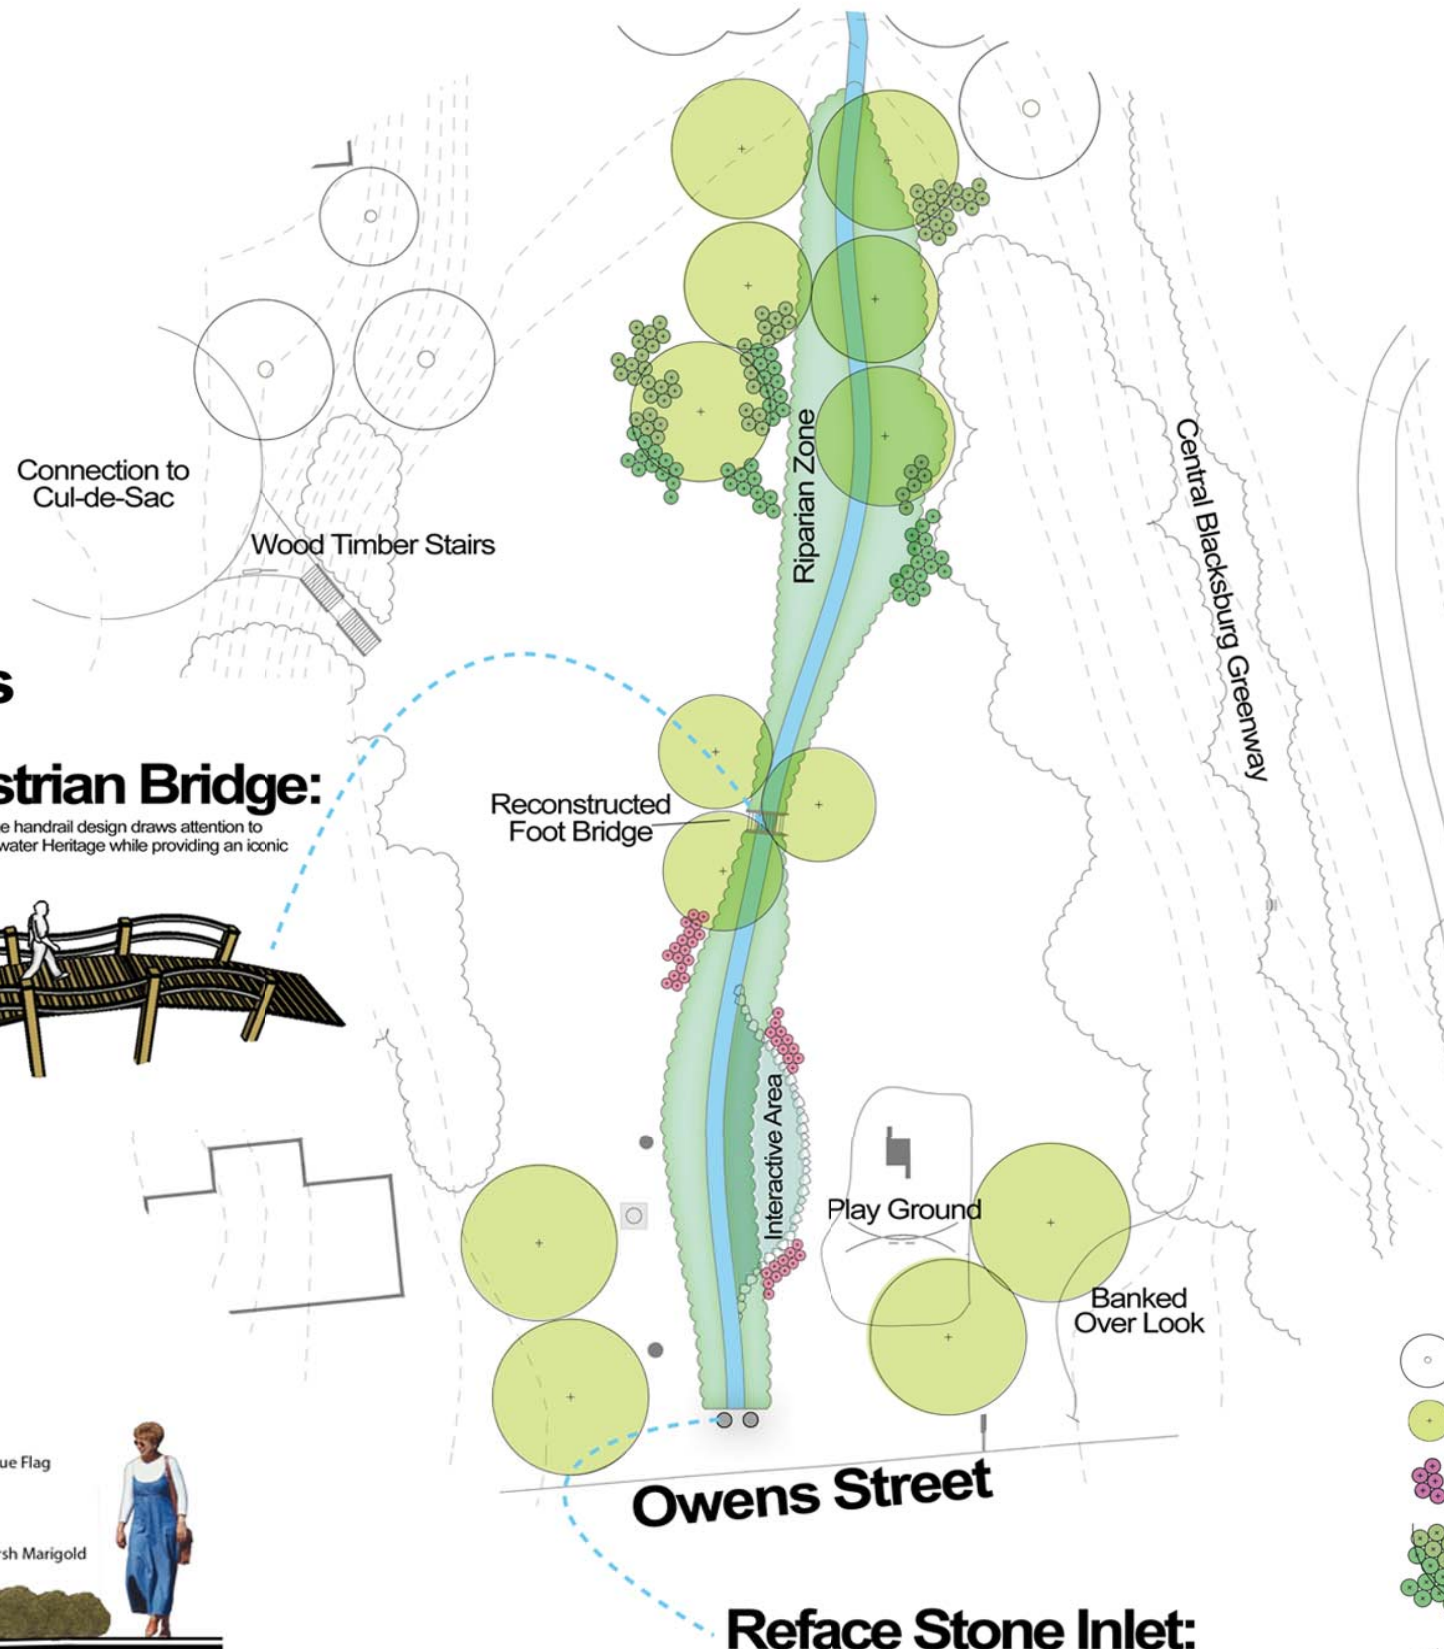 Connection to
Cul-de-Sac
Wood Timber Stairs
Riparian Zone
Central Blacksburg Greenway
s
strian Bridge:
e handrail design draws attention to
water Heritage while providing an iconic
Reconstructed
Foot Bridge
Interactive Area
Play Ground
Banked
Over Look
ue Flag
rsh Marigold
Owens Street
Reface Stone Inlet: